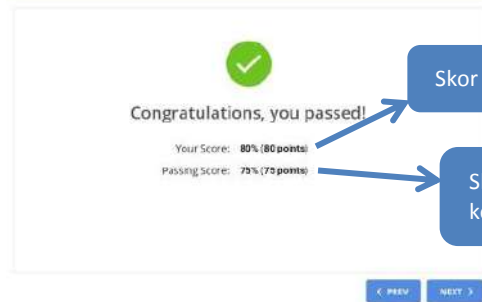 Congratulations, you passed!
Skor
Your Score: 80% (80 points)
Passing Score: 75% (75 points)
S
k
< PREV
NEXT >